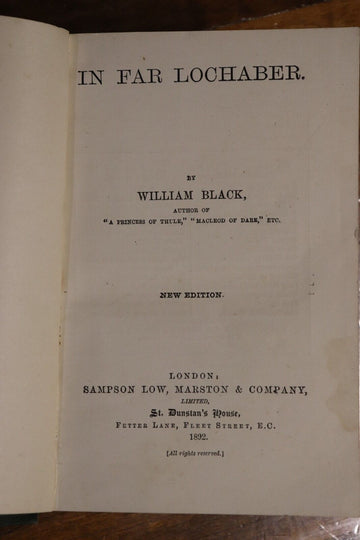 IN FAR LOCHABER.
BY
WILLIAM BLACK,
AUTHOR OF
"A PRINCESS OF THULE," "MACLEOD OF DARE," ETC.
NEW EDITION.
LONDON:
SAMPSON LOW, MARSTON & COMPANY,
LIMITED,
St. Dunstan's House,
FETTER LANE, FLEET STREET, E.C.
1892.
[All rights reserved.]